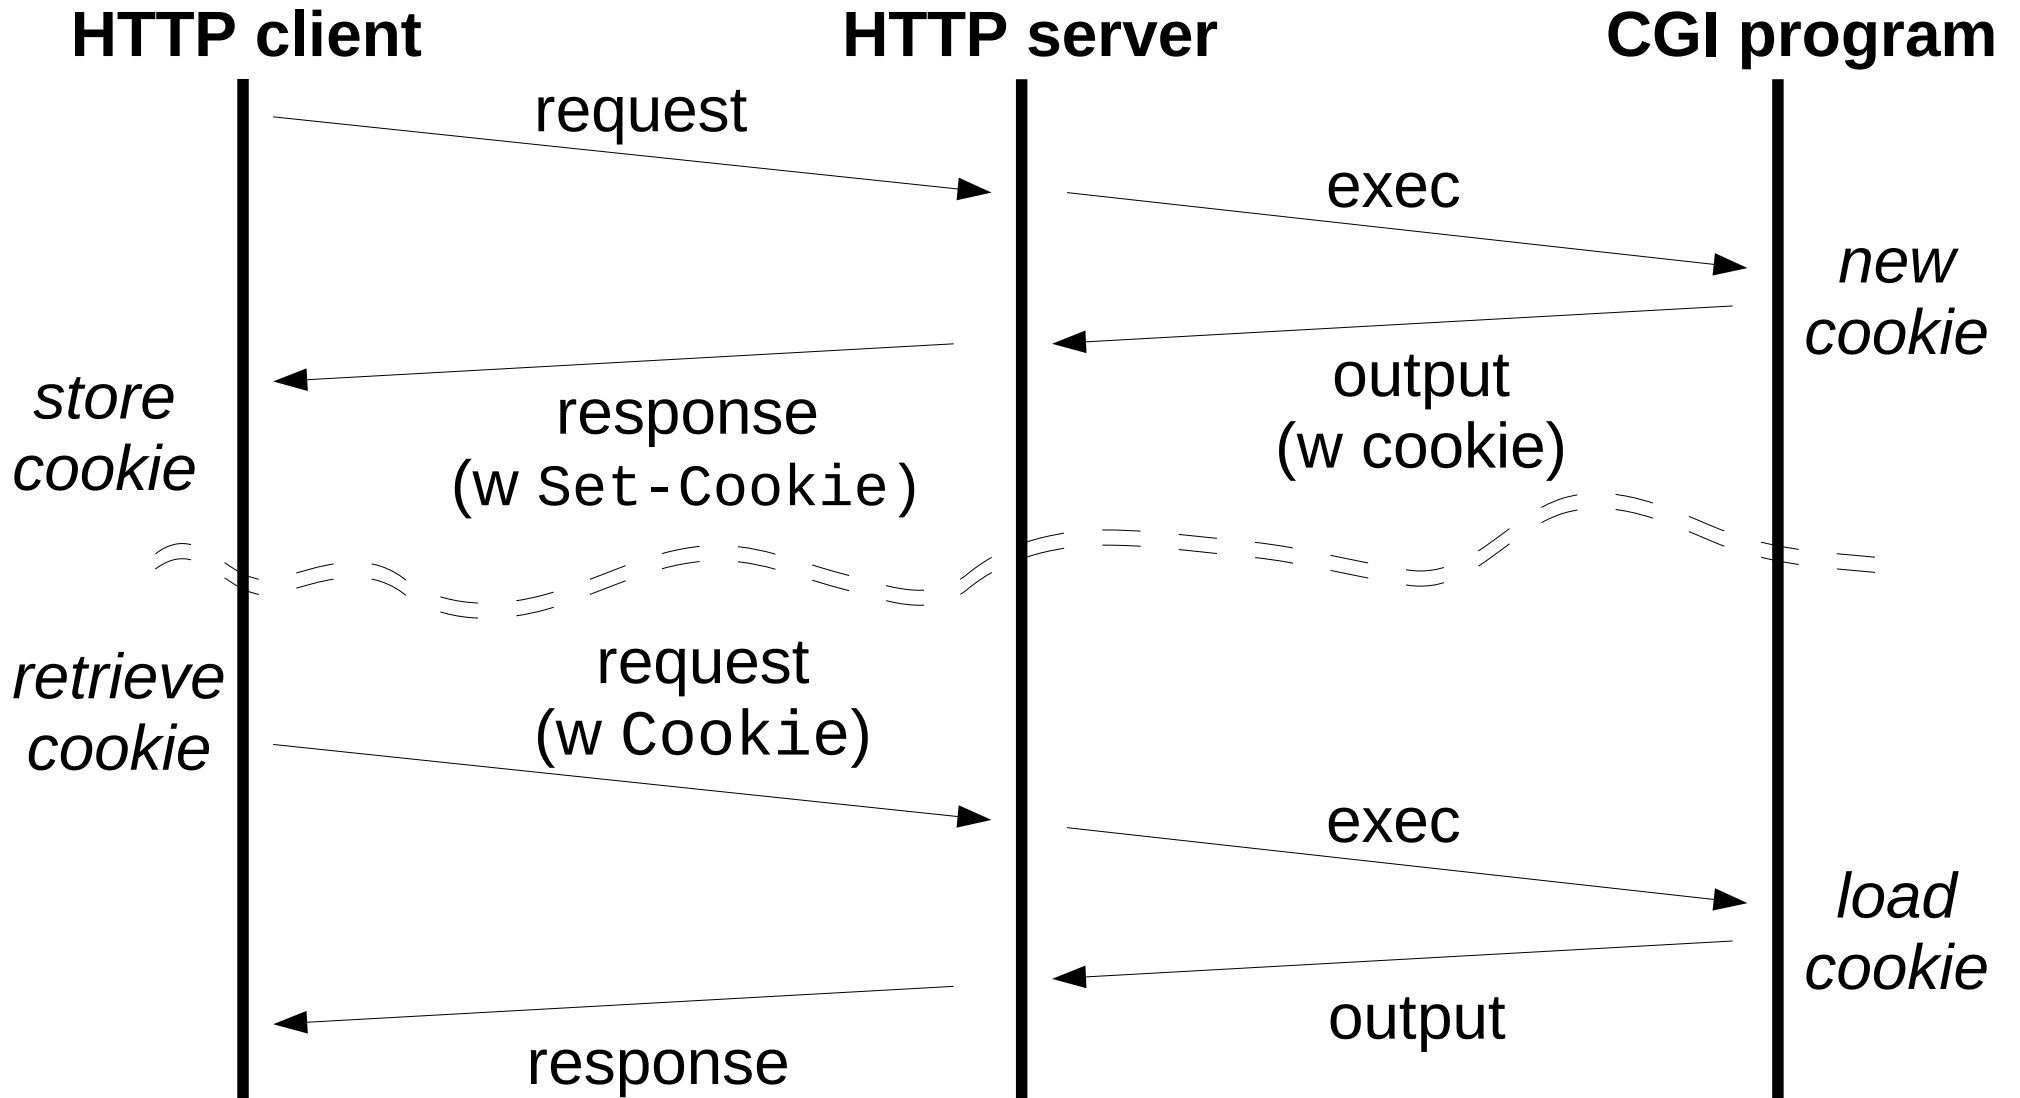 HTTP client
HTTP server
CGI program
request
exec
new
cookie
output
(w cookie)
response
(w Set-Cookie)
store
cookie
retrieve
cookie
request
(w Cookie)
exec
load
cookie
output
response